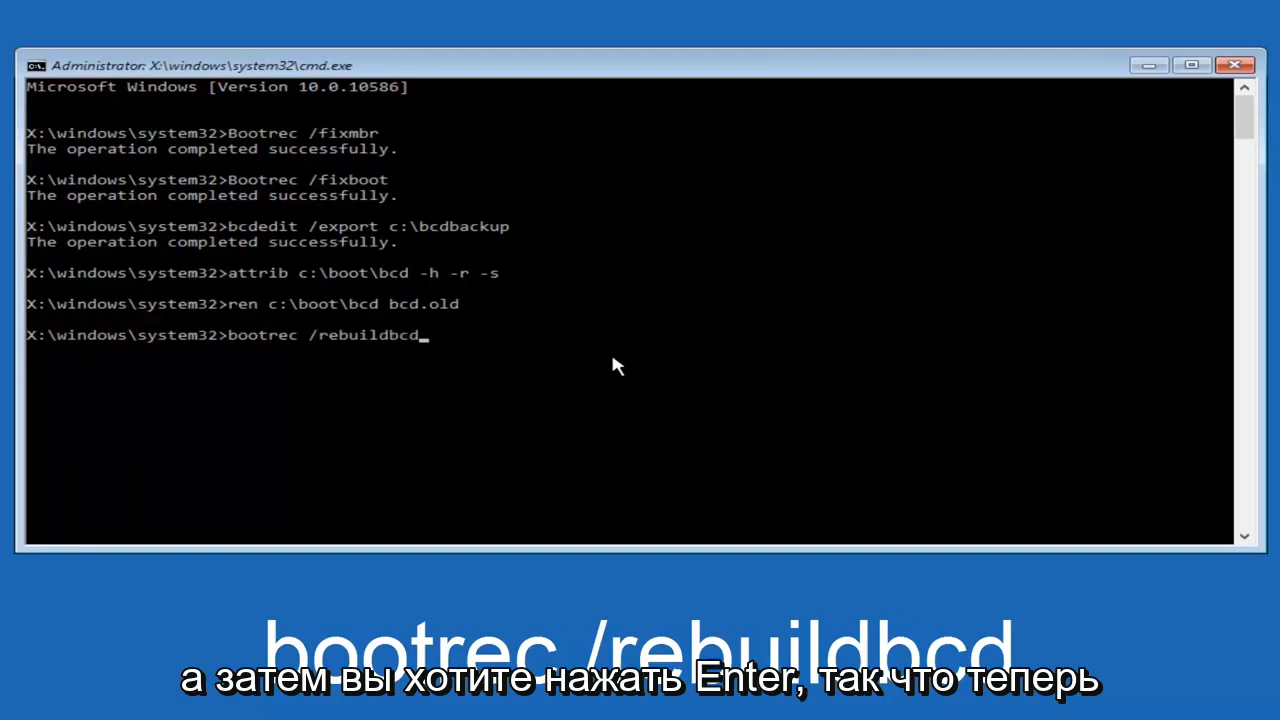 Administrator: X:\windows\system32\cmd.exe
Microsoft Windows [Version 10.0.10586]
X:\windows\system32>Bootrec /fixmbr
The operation completed successfully.
X:\windows\system32>Bootrec /fixboot
The operation completed successfully.
X:\windows\system32>bcdedit /export c:\bcdbackup
The operation completed successfully.
X:\windows\system32>attrib c:\boot\bcd -h -r -s
X:\windows\system32>ren c:\boot\bcd bcd.old
X:\windows\system32>bootrec /rebuildbcd_
bootrec /rebuildbcd
а затем вы хотите нажать Enter, так что теперь